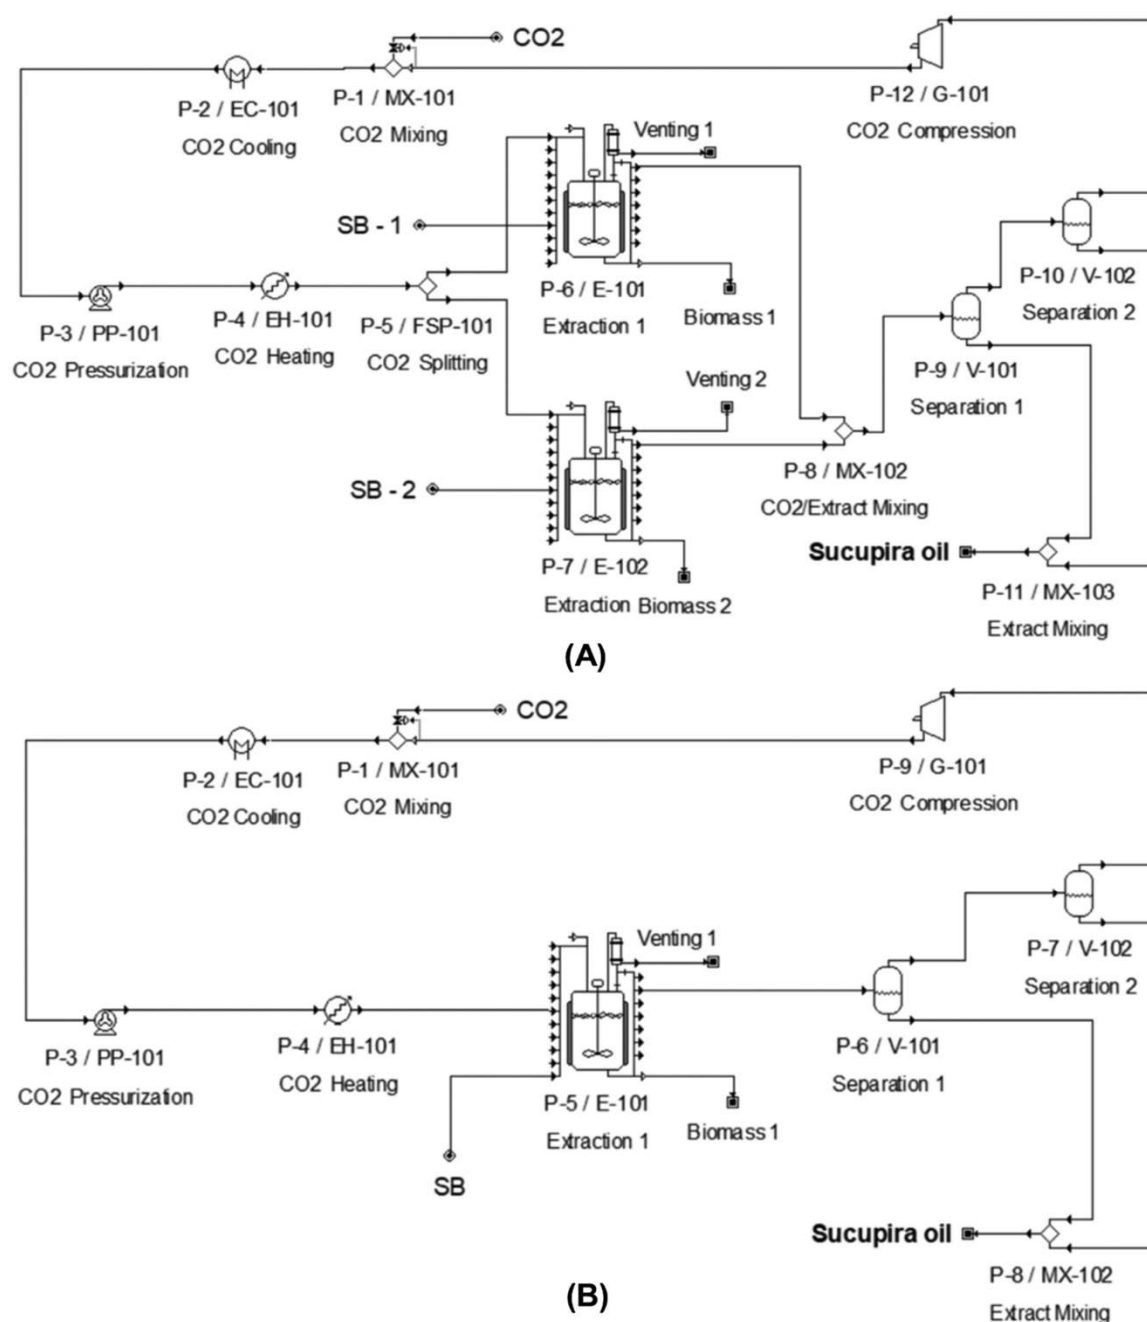 CO2
P-2 / EC-101
CO2 Cooling
P-1 / MX-101
CO2 Mixing
P-12 / G-101
CO2 Compression
Venting 1
SB - 1
P-3 / PP-101
CO2 Pressurization
P-4 / EH-101
CO2 Heating
P-5 / FSP-101
CO2 Splitting
P-6 / E-101
Extraction 1
Biomass 1
P-10 / V-102
Separation 2
P-9 / V-101
Separation 1
Venting 2
SB - 2
P-8 / MX-102
CO2/Extract Mixing
P-7 / E-102
Extraction
Biomass 2
Sucupira oil
P-11 / MX-103
Extract Mixing
(A)
CO2
P-2 / EC-101
CO2 Cooling
P-1 / MX-101
CO2 Mixing
P-9 / G-101
CO2 Compression
Venting 1
P-3 / PP-101
CO2 Pressurization
P-4 / EH-101
CO2 Heating
P-5 / E-101
Extraction 1
Biomass 1
P-6 / V-101
Separation 1
P-7 / V-102
Separation 2
SB
Sucupira oil
P-8 / MX-102
Extract Mixing
(B)